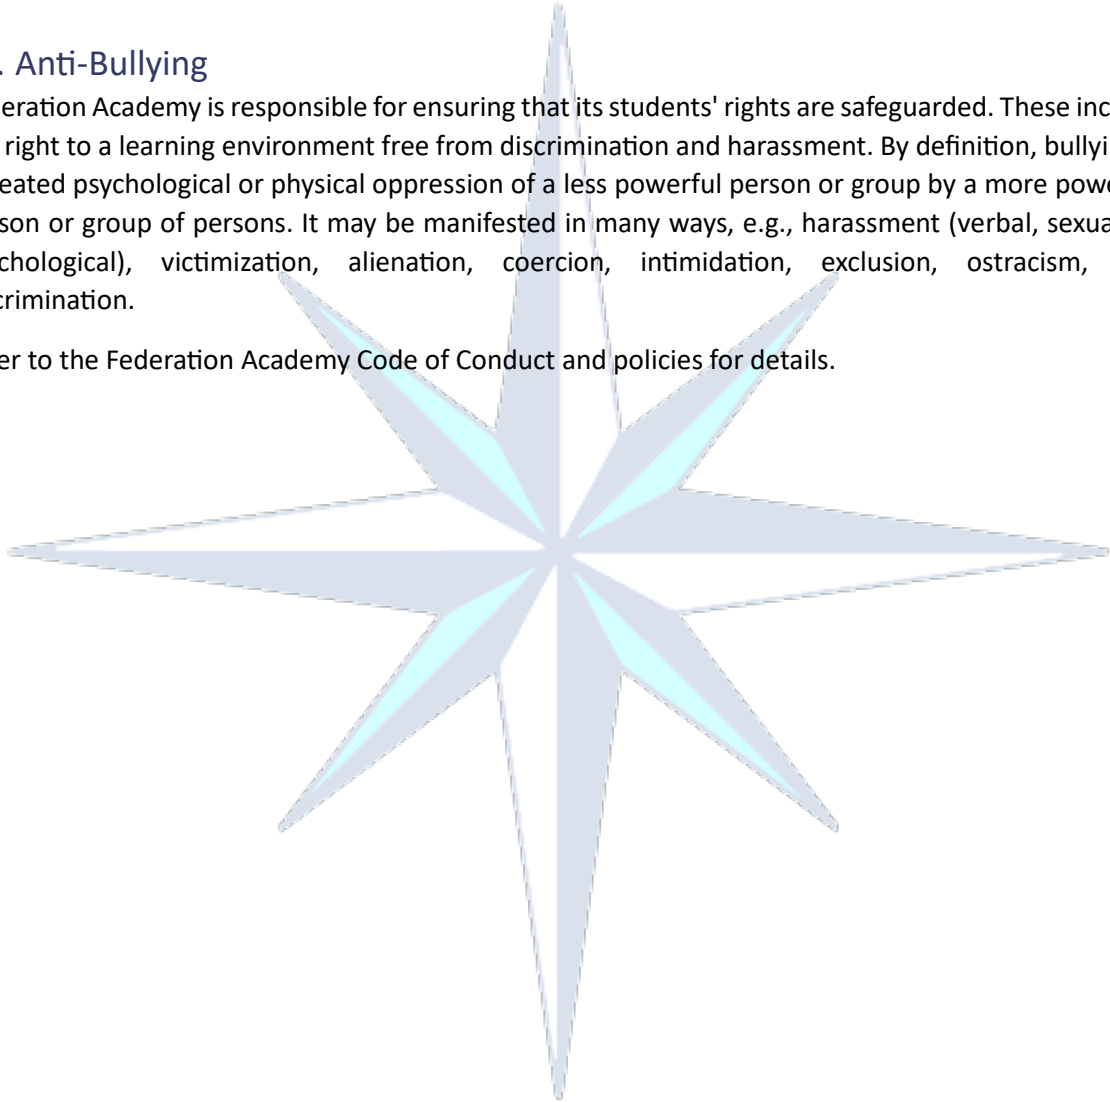 . Anti-Bullying
eration Academy is responsible for ensuring that its students' rights are safeguarded. These inc
right to a learning environment free from discrimination and harassment. By definition, bullyi
eated psychological or physical oppression of a less powerful person or group by a more powe
son or group of persons. It may be manifested in many ways, e.g., harassment (verbal, sexua
chological), victimization, alienation, coercion, intimidation, exclusion, ostracism,
crimination.
er to the Federation Academy Code of Conduct and policies for details.